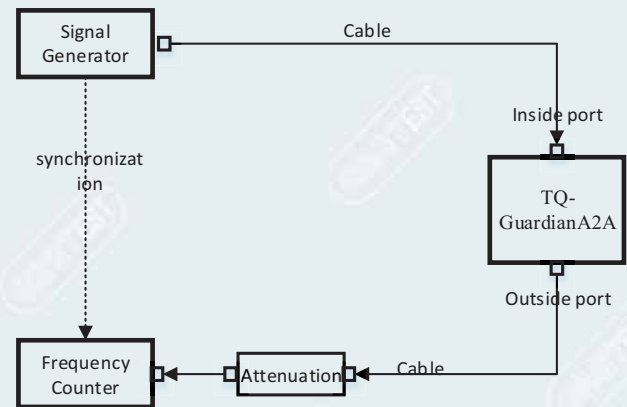 Signal
Generator
Cable
Inside port
synchronizat
ion
TQ-
GuardianA2A
Outside port
Frequency
Counter
Attenuation
Cable